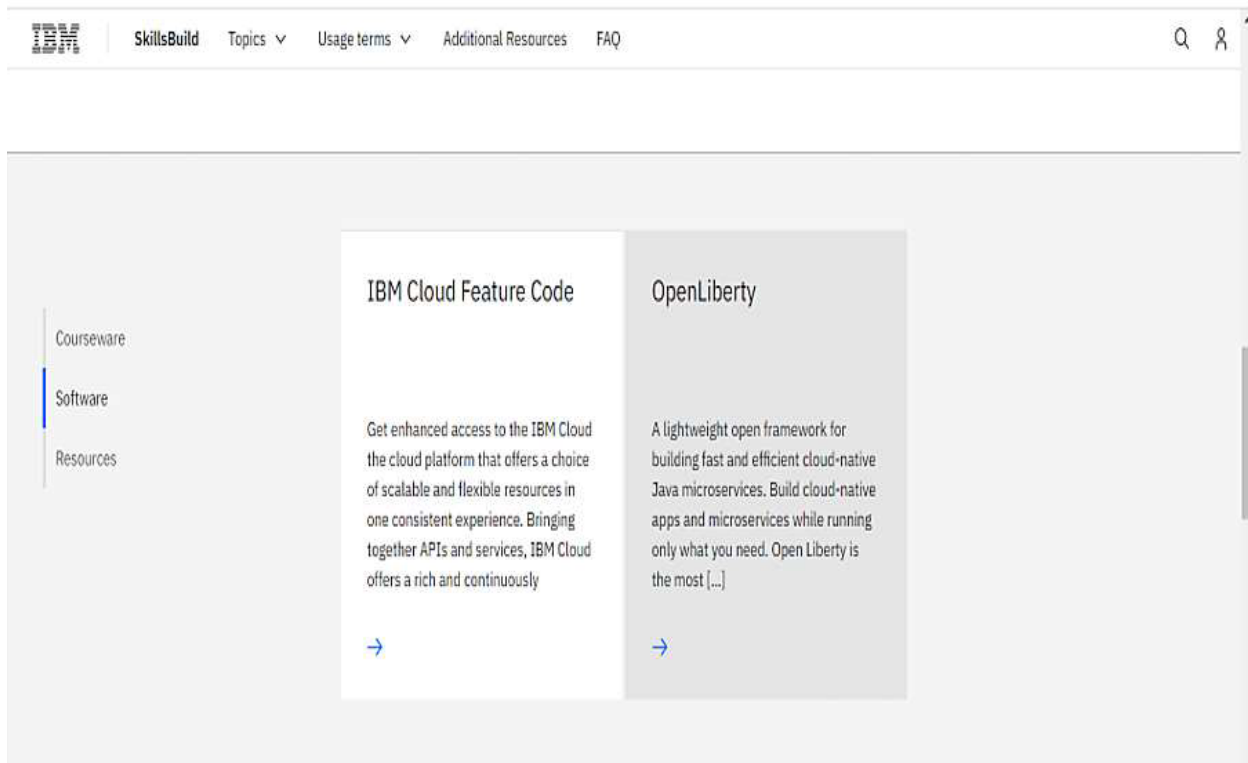 IBM SkillsBuild Topics Usage terms Additional Resources FAQ
Courseware
Software
Resources
IBM Cloud Feature Code
Get enhanced access to the IBM Cloud
the cloud platform that offers a choice
of scalable and flexible resources in
one consistent experience. Bringing
together APIs and services, IBM Cloud
offers a rich and continuously
OpenLiberty
A lightweight open framework for
building fast and efficient cloud-native
Java microservices. Build cloud-native
apps and microservices while running
only what you need. Open Liberty is
the most [...]